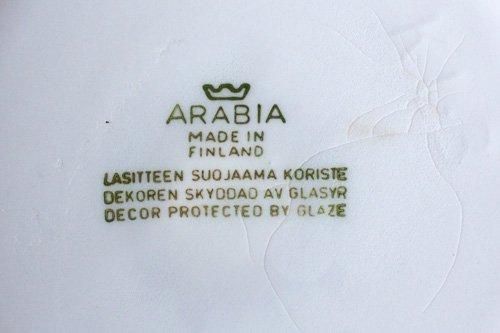 ARABIA
MADE IN
FINLAND
LASITTEEN SUOJAAMA KORISTE
DEKOREN SKYDDAD AV GLASYR
DECOR PROTECTED BY GLAZE